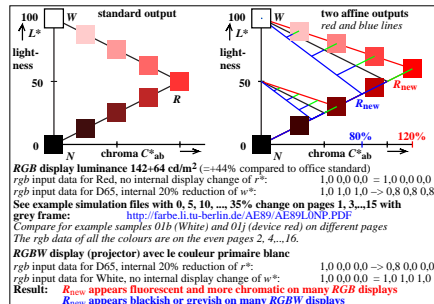 100 W standard output
L*
light-
ness
50
R
0
N chroma C*ab
100 W two affine outputs
L* red and blue lines
light-
ness
50
Rnew
Rnew
0
N chroma C*ab 80% 120%
RGB display luminance 142+64 cd/m² (=+44% compared to office standard)
rgb input data for Red, no internal display change of r*: 1,0 0,0 0,0 = 1,0 0,0 0,0
rgb input data for D65, internal 20% reduction of w*: 1,0 1,0 1,0 –> 0,8 0,8 0,8
See example simulation files with 0, 5, 10, ..., 35% change on pages 1, 3,..,15 with
grey frame: http://farbe.li.tu-berlin.de/AE89/AE89L0NP.PDF
Compare for example samples 01b (White) and 01j (device red) on different pages
The rgb data of all the colours are on the even pages 2, 4,..,16.
RGBW display (projector) avec le couleur primaire blanc
rgb input data for D65, internal 20% reduction of r*: 1,0 0,0 0,0 –> 0,8 0,0 0,0
rgb input data for White, no internal display change of w*: 1,0 1,0 1,0 = 1,0 1,0 1,0
Result: Rnew appears fluorescent and more chromatic on many RGB displays
Rnew appears blackish or greyish on many RGBW displays